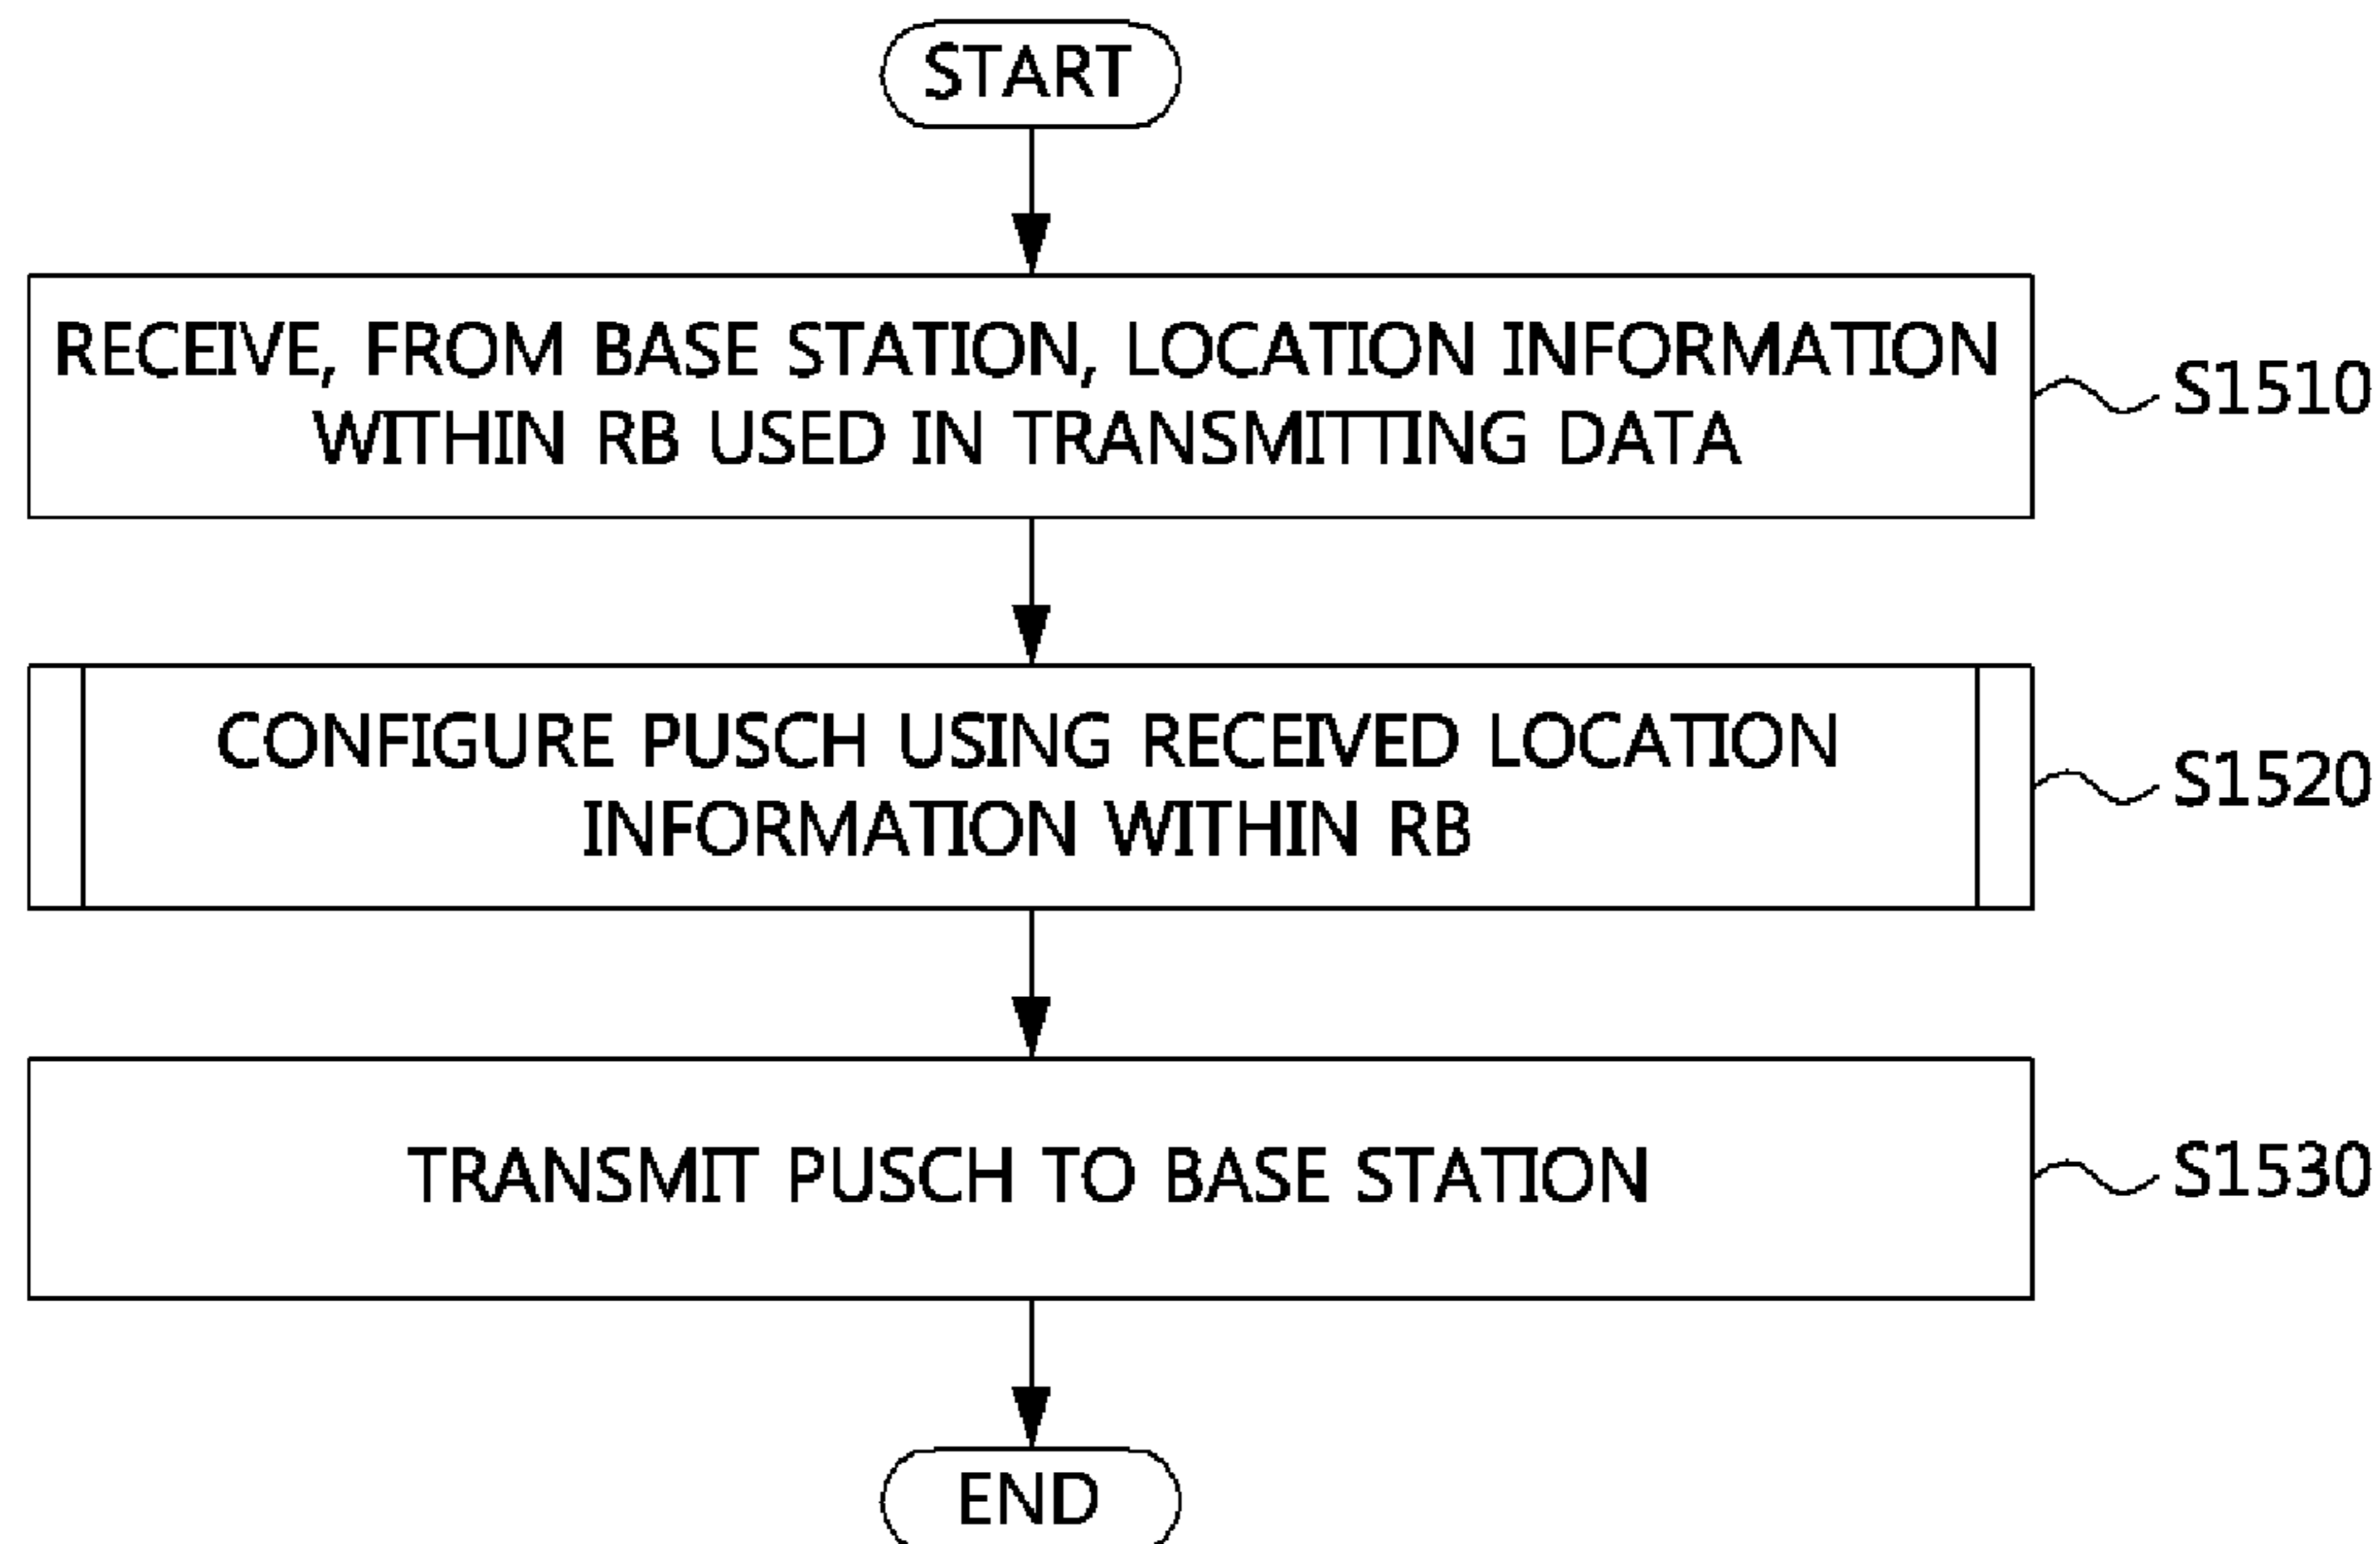 START
RECEIVE, FROM BASE STATION, LOCATION INFORMATION
WITHIN RB USED IN TRANSMITTING DATA
S1510
CONFIGURE PUSCH USING RECEIVED LOCATION
INFORMATION WITHIN RB
S1520
TRANSMIT PUSCH TO BASE STATION
S1530
END